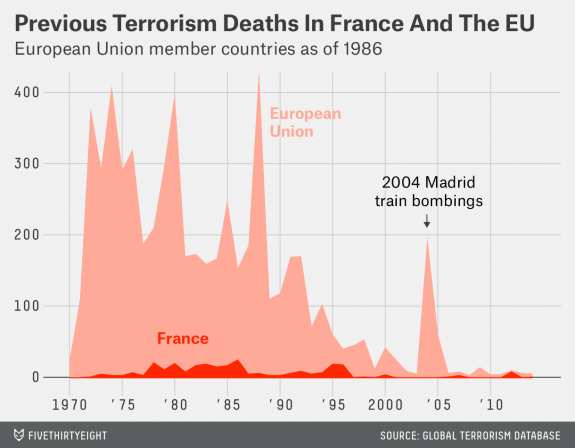 Previous Terrorism Deaths In France And The EU
European Union member countries as of 1986
400
European
Union
300
2004 Madrid
train bombings
200
100
France
0
1970 '75 '80 '85 '90 '95 2000 '05 '10
FIVETHIRTYEIGHT SOURCE: GLOBAL TERRORISM DATABASE